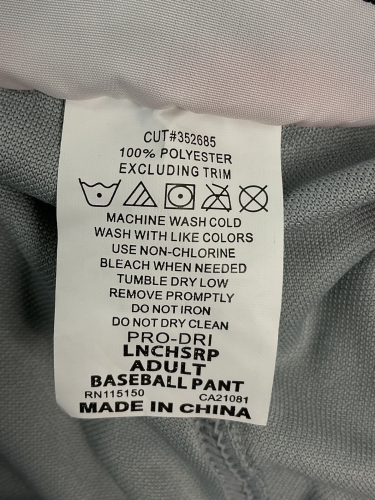 CUT#352685
100% POLYESTER
EXCLUDING TRIM
MACHINE WASH COLD
WASH WITH LIKE COLORS
USE NON-CHLORINE
BLEACH WHEN NEEDED
TUMBLE DRY LOW
REMOVE PROMPTLY
DO NOT IRON
DO NOT DRY CLEAN
PRO-DRI
LNCHSRP
ADULT
BASEBALL PANT
RN115150 CA21081
MADE IN CHINA